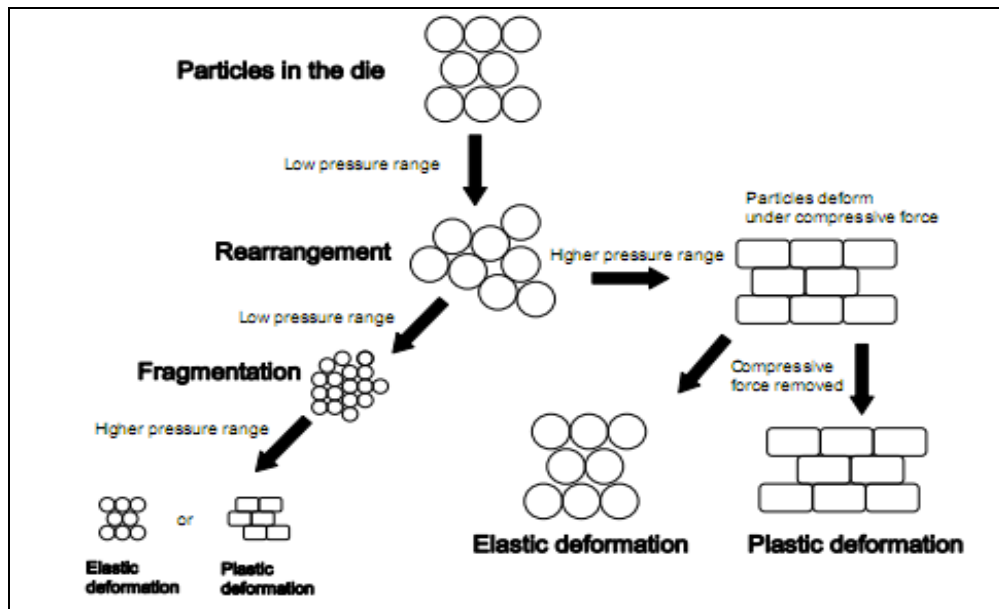 Particles in the die
Low pressure range
Particles deform
under compressive force
Rearrangement
Higher pressure range
Low pressure range
Fragmentation
Compressive
force removed
Higher pressure range
or
Elastic
deformation
Plastic
deformation
Elastic deformation
Plastic deformation